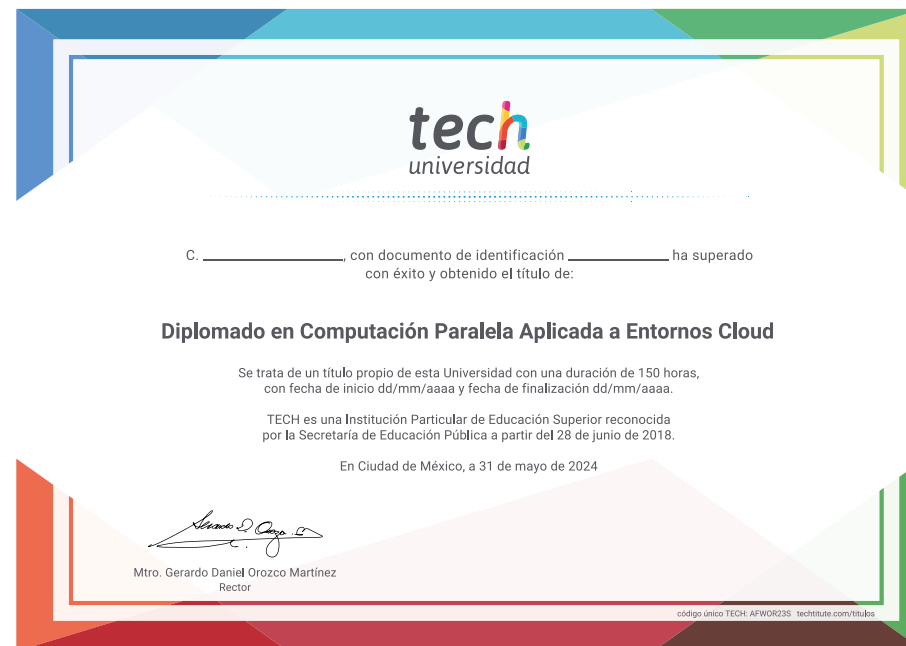 tech
universidad
C. ____________, con documento de identificación ____________ ha superado
con éxito y obtenido el título de:
Diplomado en Computación Paralela Aplicada a Entornos Cloud
Se trata de un título propio de esta Universidad con una duración de 150 horas,
con fecha de inicio dd/mm/aaaa y fecha de finalización dd/mm/aaaa.
TECH es una Institución Particular de Educación Superior reconocida
por la Secretaría de Educación Pública a partir del 28 de junio de 2018.
En Ciudad de México, a 31 de mayo de 2024
Mtro. Gerardo Daniel Orozco Martínez
Rector
código único TECH: AFWOR23S techtitute.com/titulos